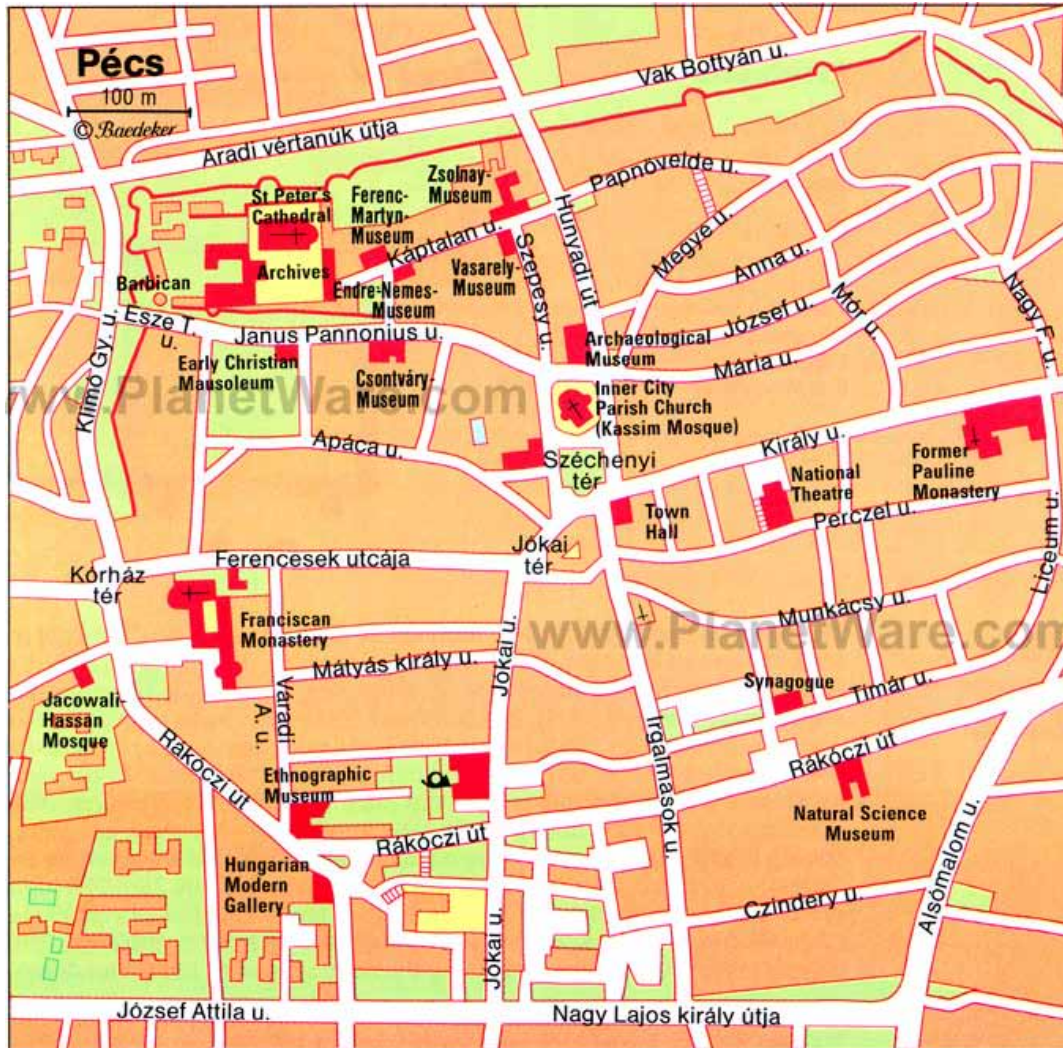 Pécs
100 m
© Baedeker
Vak Bottyán u.
Aradi vértanúk útja
St Peter's
Cathedral
Ferenc-
Martyn-
Museum
Zsolnay-
Museum
Papnövelde u.
Hunyadi út
Káptalan u.
Szepesy u.
Megye u.
Barbican
Archives
Endre-Nemes-
Museum
Vasarely-
Museum
Anna u.
Nagy F. u.
Esze T.
u.
Janus Pannonius u.
József u.
Mór u.
Klimó Gy. u.
Early Christian
Mausoleum
Csontváry-
Museum
Archaeological
Museum
Mária u.
www.PlanetWare.com
Inner City
Parish Church
(Kassim Mosque)
Apáca u.
Király u.
Széchenyi
tér
National
Theatre
Former
Pauline
Monastery
Town
Hall
Perczel u.
Liceum u.
Ferencesek utcája
Jókai
tér
Kórház
tér
Franciscan
Monastery
Munkácsy u.
www.PlanetWare.com
Mátyás király u.
Jókai u.
Synagogue
Tímár u.
Jacowali-
Hassan
Mosque
Váradi
A. u.
Irgalmasok u.
Rákóczi út
Rákóczi út
Ethnographic
Museum
Rákóczi út
Natural Science
Museum
Hungarian
Modern
Gallery
Czindery u.
Alsómalom u.
Jókai u.
József Attila u.
Nagy Lajos király útja